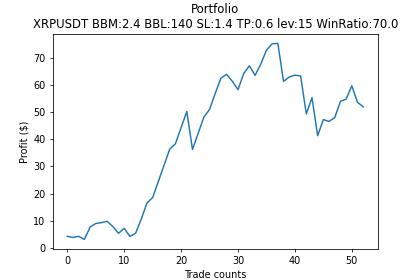 Portfolio
XRPUSDT BBM:2.4 BBL:140 SL:1.4 TP:0.6 lev:15 WinRatio:70.0
Profit ($)
70
60
50
40
30
20
10
0
0 10 20 30 40 50
Trade counts